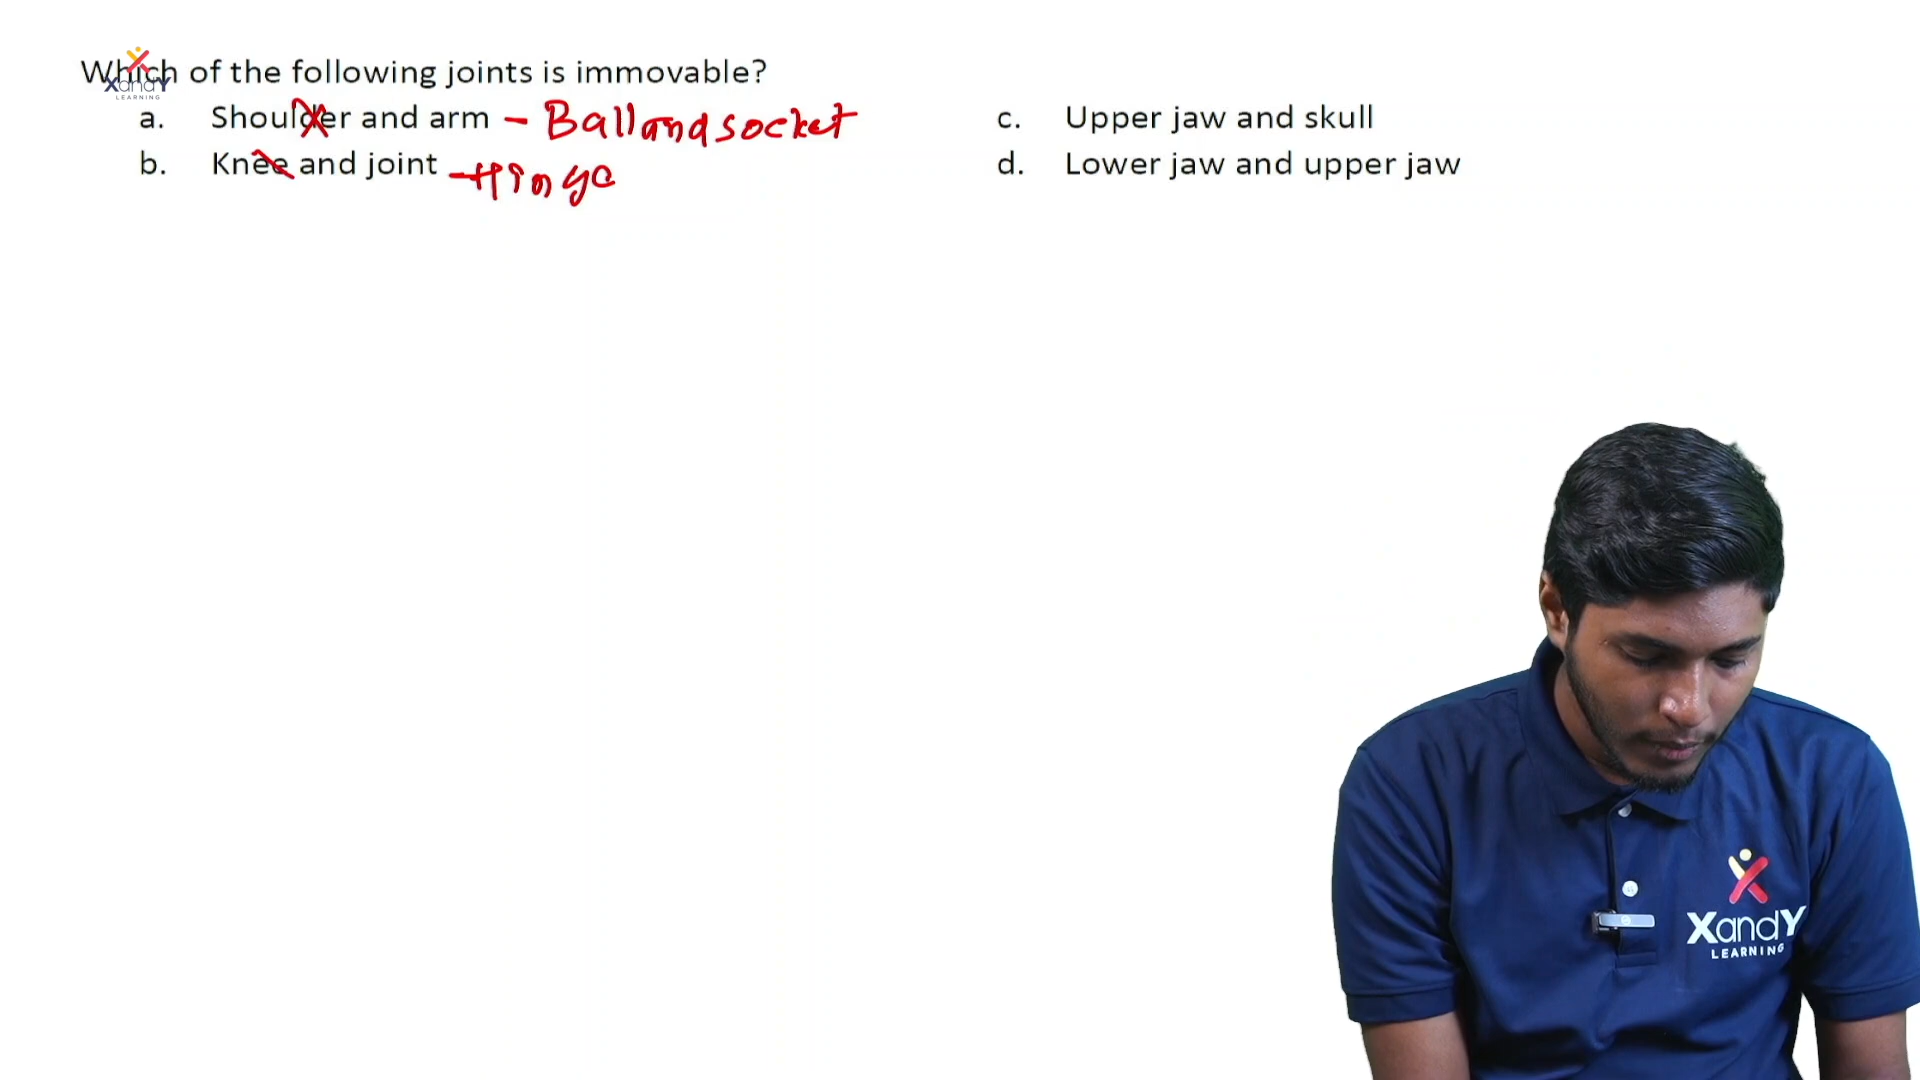 Which of the following joints is immovable?
XandY
LEARNING
a. Shoulder and arm - Ball and socket
b. Knee and joint - Hinge
c. Upper jaw and skull
d. Lower jaw and upper jaw
XandY
LEARNING